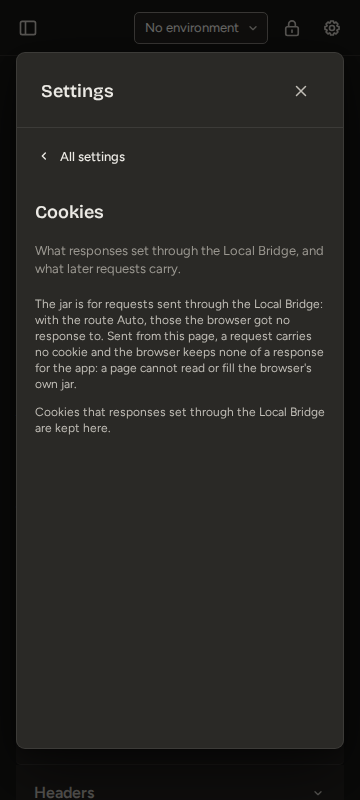 No environment
Settings
All settings
Cookies
What responses set through the Local Bridge, and
what later requests carry.
The jar is for requests sent through the Local Bridge:
with the route Auto, those the browser got no
response to. Sent from this page, a request carries
no cookie and the browser keeps none of a response
for the app: a page cannot read or fill the browser's
own jar.
Cookies that responses set through the Local Bridge
are kept here.
Headers